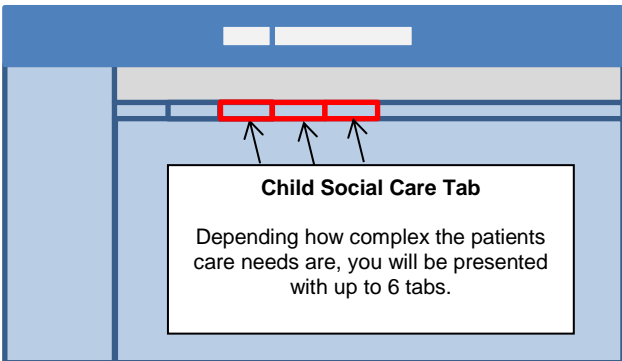 Child Social Care Tab
Depending how complex the patients
care needs are, you will be presented
with up to 6 tabs.